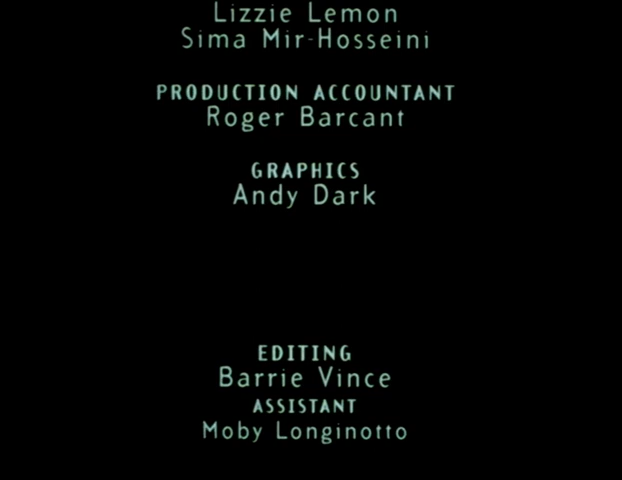 Lizzie Lemon
Sima Mir-Hosseini
PRODUCTION ACCOUNTANT
Roger Barcant
GRAPHICS
Andy Dark
EDITING
Barrie Vince
ASSISTANT
Moby Longinotto